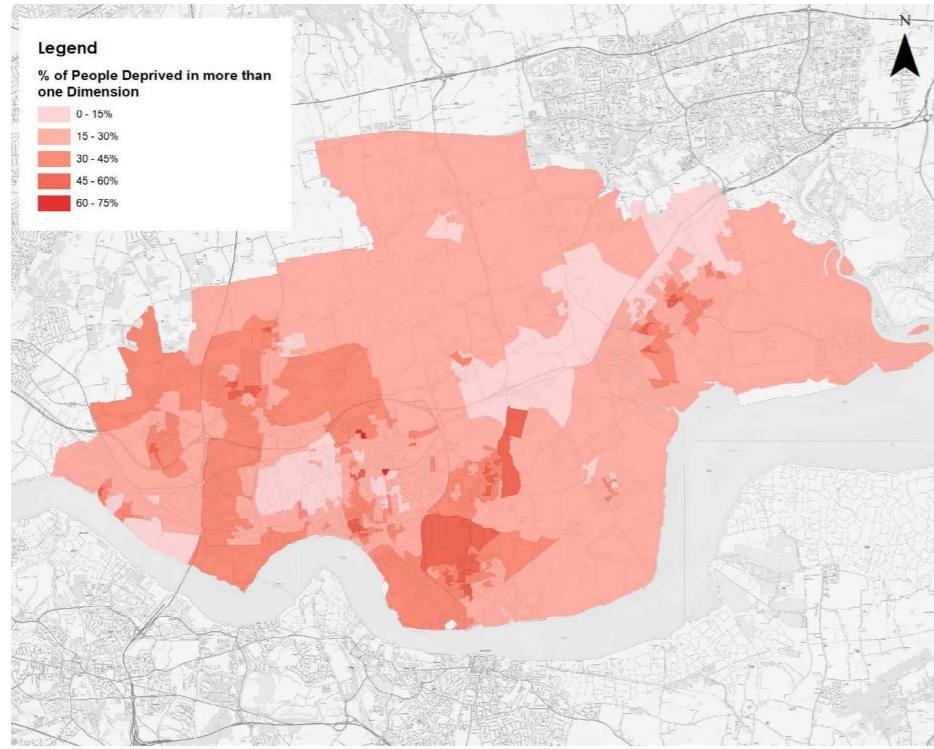 Legend
% of People Deprived in more than
one Dimension
0 - 15%
15 - 30%
30 - 45%
45 - 60%
60 - 75%
N